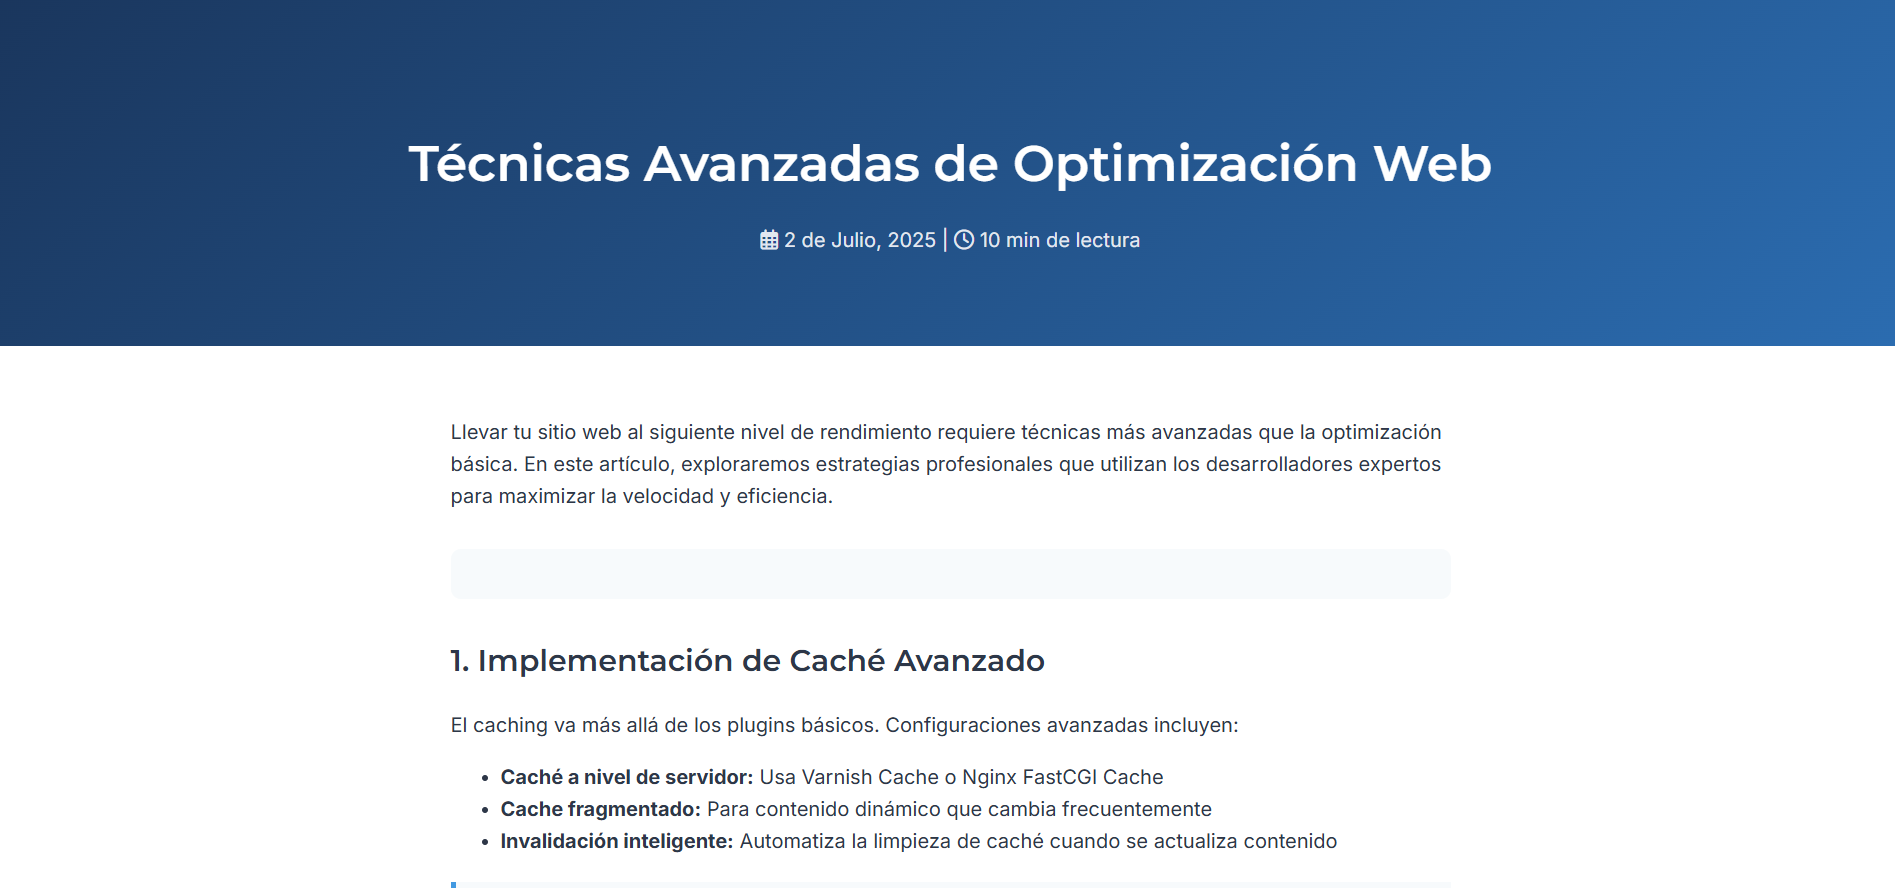 Técnicas Avanzadas de Optimización Web
2 de Julio, 2025 | 10 min de lectura
Llevar tu sitio web al siguiente nivel de rendimiento requiere técnicas más avanzadas que la optimización
básica. En este artículo, exploraremos estrategias profesionales que utilizan los desarrolladores expertos
para maximizar la velocidad y eficiencia.
1. Implementación de Caché Avanzado
El caching va más allá de los plugins básicos. Configuraciones avanzadas incluyen:
• Caché a nivel de servidor: Usa Varnish Cache o Nginx FastCGI Cache
• Cache fragmentado: Para contenido dinámico que cambia frecuentemente
• Invalidación inteligente: Automatiza la limpieza de caché cuando se actualiza contenido